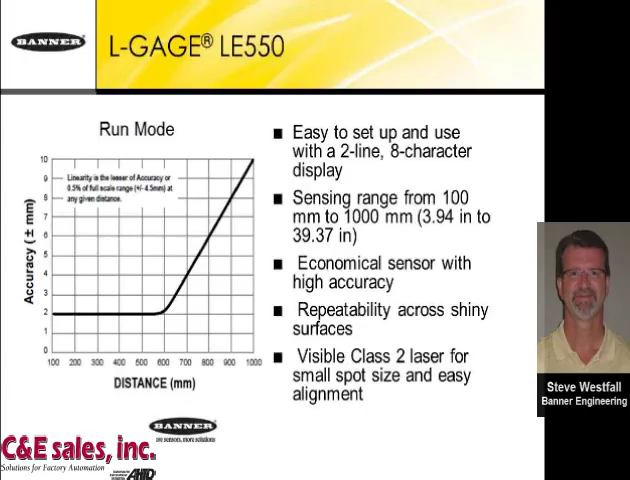 BANNER
L-GAGE® LE550
Run Mode
Linearity is the lesser of Accuracy or
0.5% of full scale range (+/- 4.5mm) at
any given distance.
Accuracy (± mm)
10
9
8
7
6
5
4
3
2
1
0
100 200 300 400 500 600 700 800 900 1000
DISTANCE (mm)
■ Easy to set up and use
with a 2-line, 8-character
display
■ Sensing range from 100
mm to 1000 mm (3.94 in to
39.37 in)
■ Economical sensor with
high accuracy
■ Repeatability across shiny
surfaces
■ Visible Class 2 laser for
small spot size and easy
alignment
Steve Westfall
Banner Engineering
BANNER
more sensors, more solutions
C&E sales, inc.
Solutions for Factory Automation
AHTD